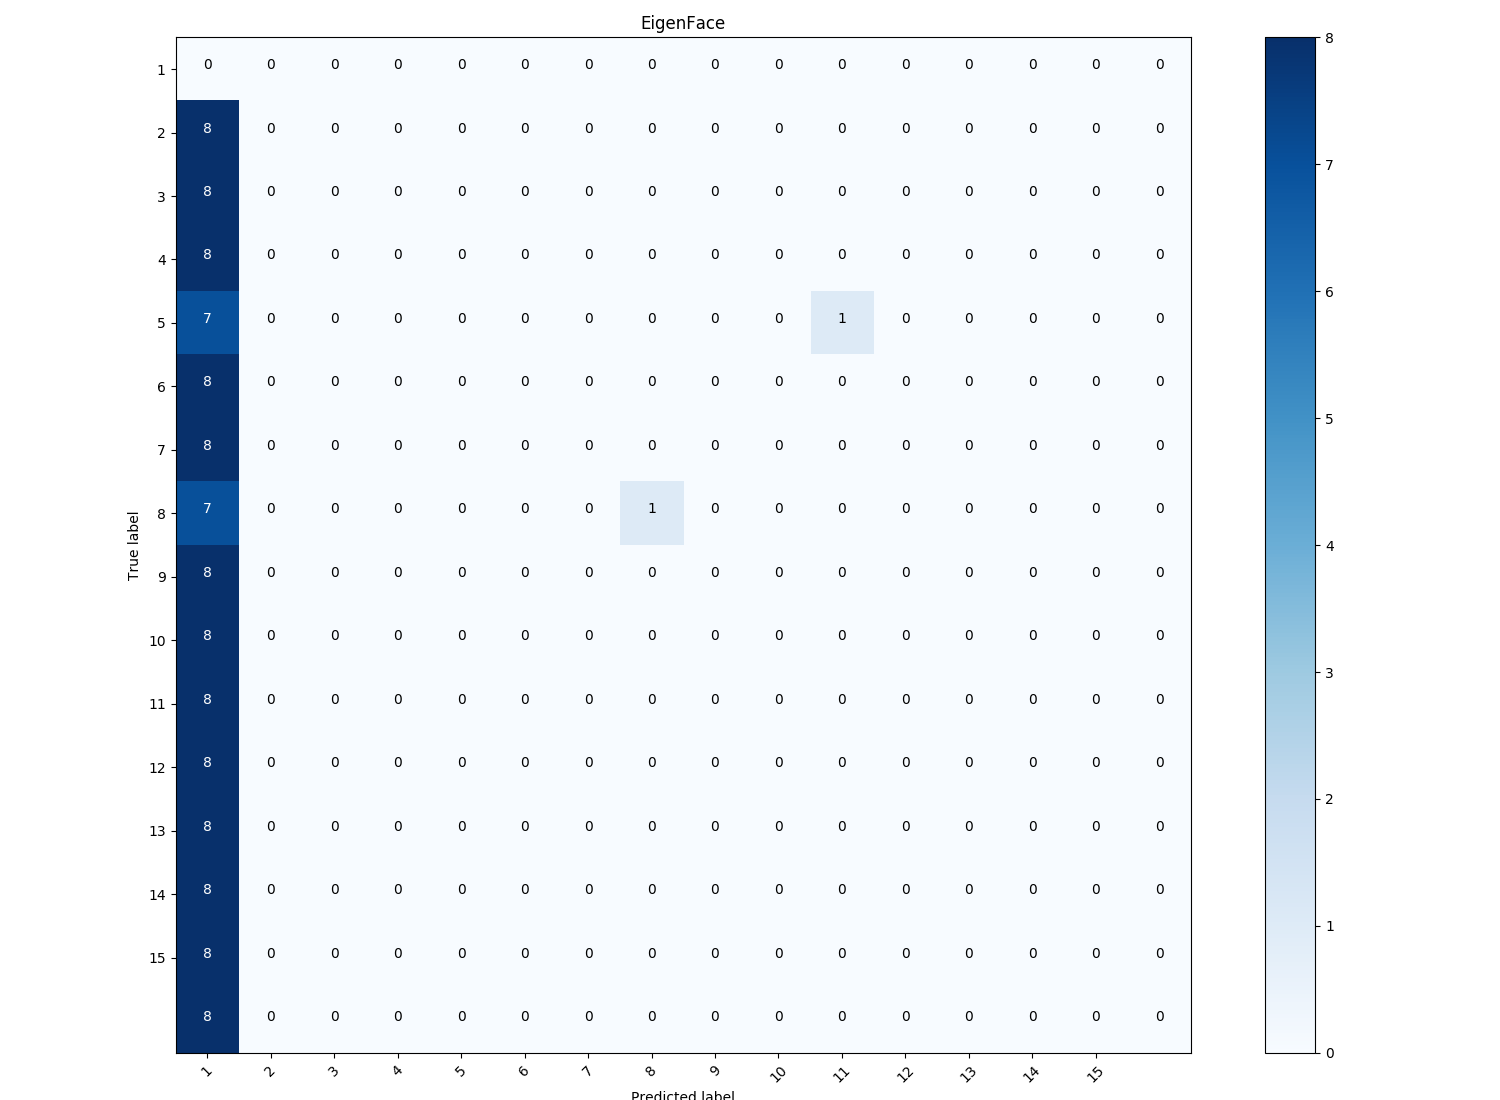 EigenFace
1 0 0 0 0 0 0 0 0 0 0 0 0 0 0 0 0
2 8 0 0 0 0 0 0 0 0 0 0 0 0 0 0 0
3 8 0 0 0 0 0 0 0 0 0 0 0 0 0 0 0
4 8 0 0 0 0 0 0 0 0 0 0 0 0 0 0 0
5 7 0 0 0 0 0 0 0 0 0 1 0 0 0 0 0
6 8 0 0 0 0 0 0 0 0 0 0 0 0 0 0 0
7 8 0 0 0 0 0 0 0 0 0 0 0 0 0 0 0
8 7 0 0 0 0 0 0 1 0 0 0 0 0 0 0 0
9 8 0 0 0 0 0 0 0 0 0 0 0 0 0 0 0
10 8 0 0 0 0 0 0 0 0 0 0 0 0 0 0 0
11 8 0 0 0 0 0 0 0 0 0 0 0 0 0 0 0
12 8 0 0 0 0 0 0 0 0 0 0 0 0 0 0 0
13 8 0 0 0 0 0 0 0 0 0 0 0 0 0 0 0
14 8 0 0 0 0 0 0 0 0 0 0 0 0 0 0 0
15 8 0 0 0 0 0 0 0 0 0 0 0 0 0 0 0
8 0 0 0 0 0 0 0 0 0 0 0 0 0 0 0
True label
1 2 3 4 5 6 7 8 9 10 11 12 13 14 15
Predicted label
8
7
6
5
4
3
2
1
0